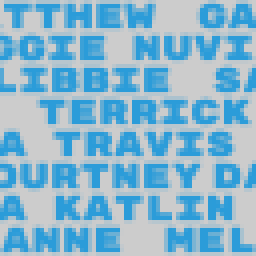 TTHEW GA
GGIE NUVI
LIBBIE SA
TERRICK
A TRAVIS
OURTNEY DA
A KATLIN
ANNE MEL